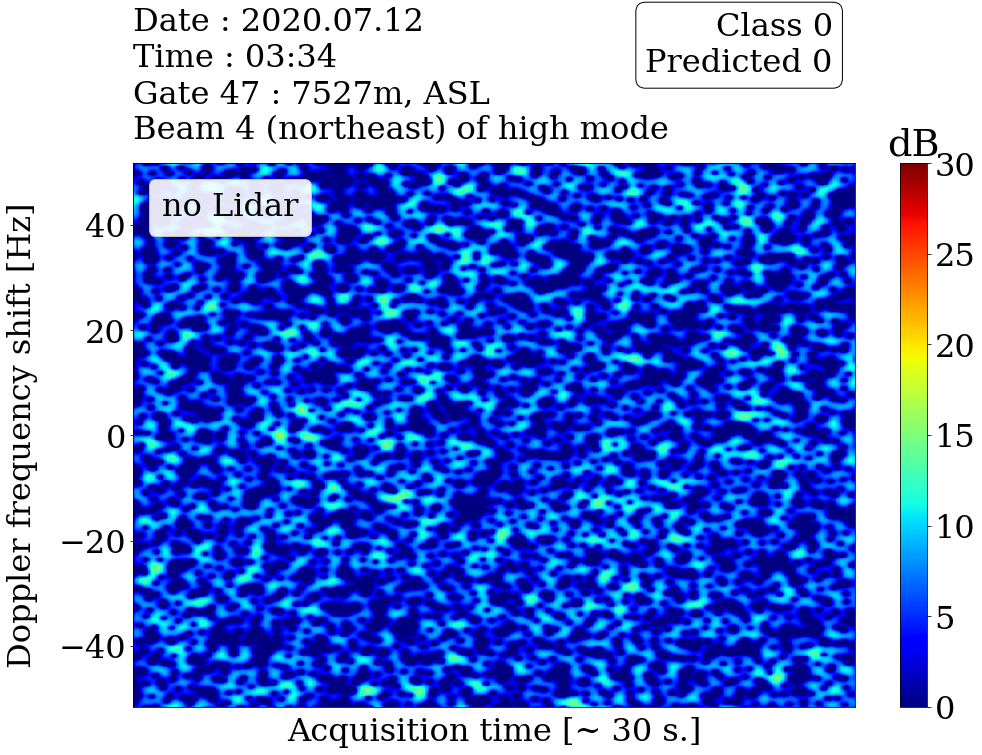 Date : 2020.07.12
Time : 03:34
Gate 47 : 7527m, ASL
Beam 4 (northeast) of high mode
Class 0
Predicted 0
dB
no Lidar
Doppler frequency shift [Hz]
40
20
0
−20
−40
30
25
20
15
10
5
0
Acquisition time [~ 30 s.]